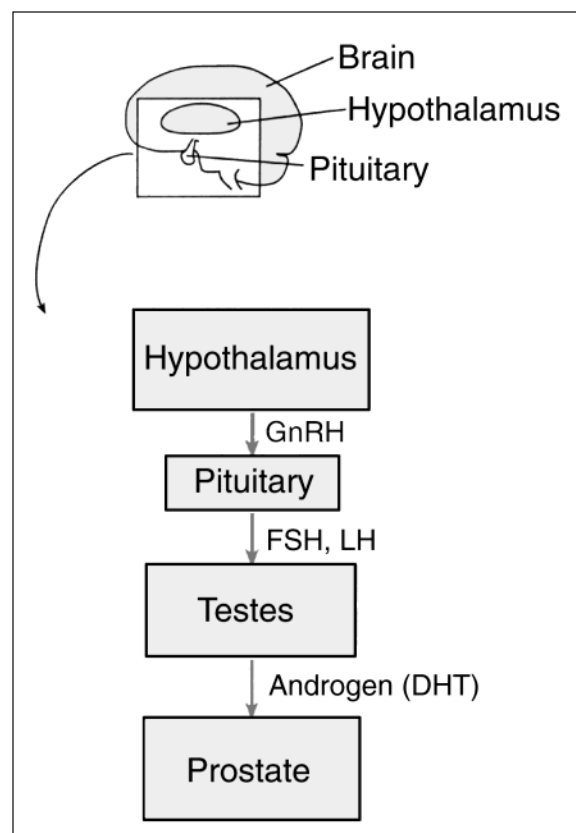 Brain
Hypothalamus
Pituitary
Hypothalamus
GnRH
Pituitary
FSH, LH
Testes
Androgen (DHT)
Prostate